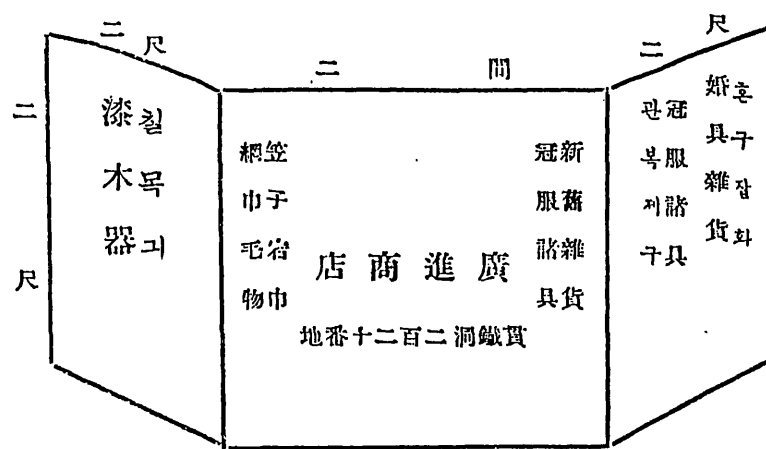 二尺
혼구잡화
婚具雜貨
冠服諸具
관복제구
二間
新舊雜貨
冠服諸具
廣進商店
貫鐵洞二百二十番地
笠子宕巾
網巾毛物
二尺
칠목긔
漆木器
二尺